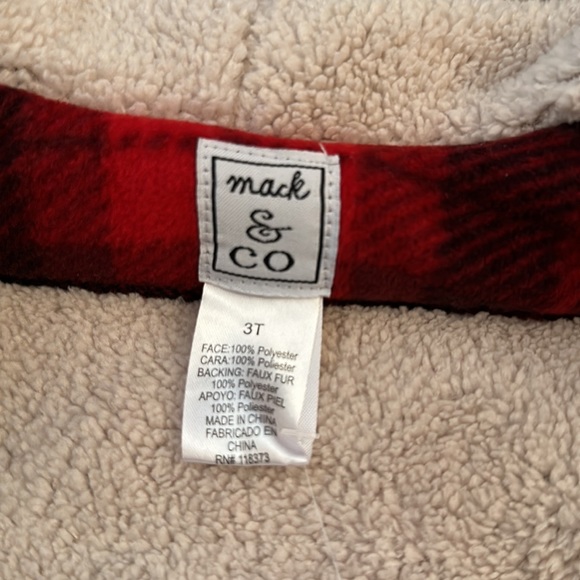 mack
&
CO
3T
FACE:100% Polyester
CARA:100% Poliester
BACKING: FAUX FUR
100% Polyester
APOYO: FAUX PIEL
100% Poliester
MADE IN CHINA
FABRICADO EN
CHINA
RN# 118373